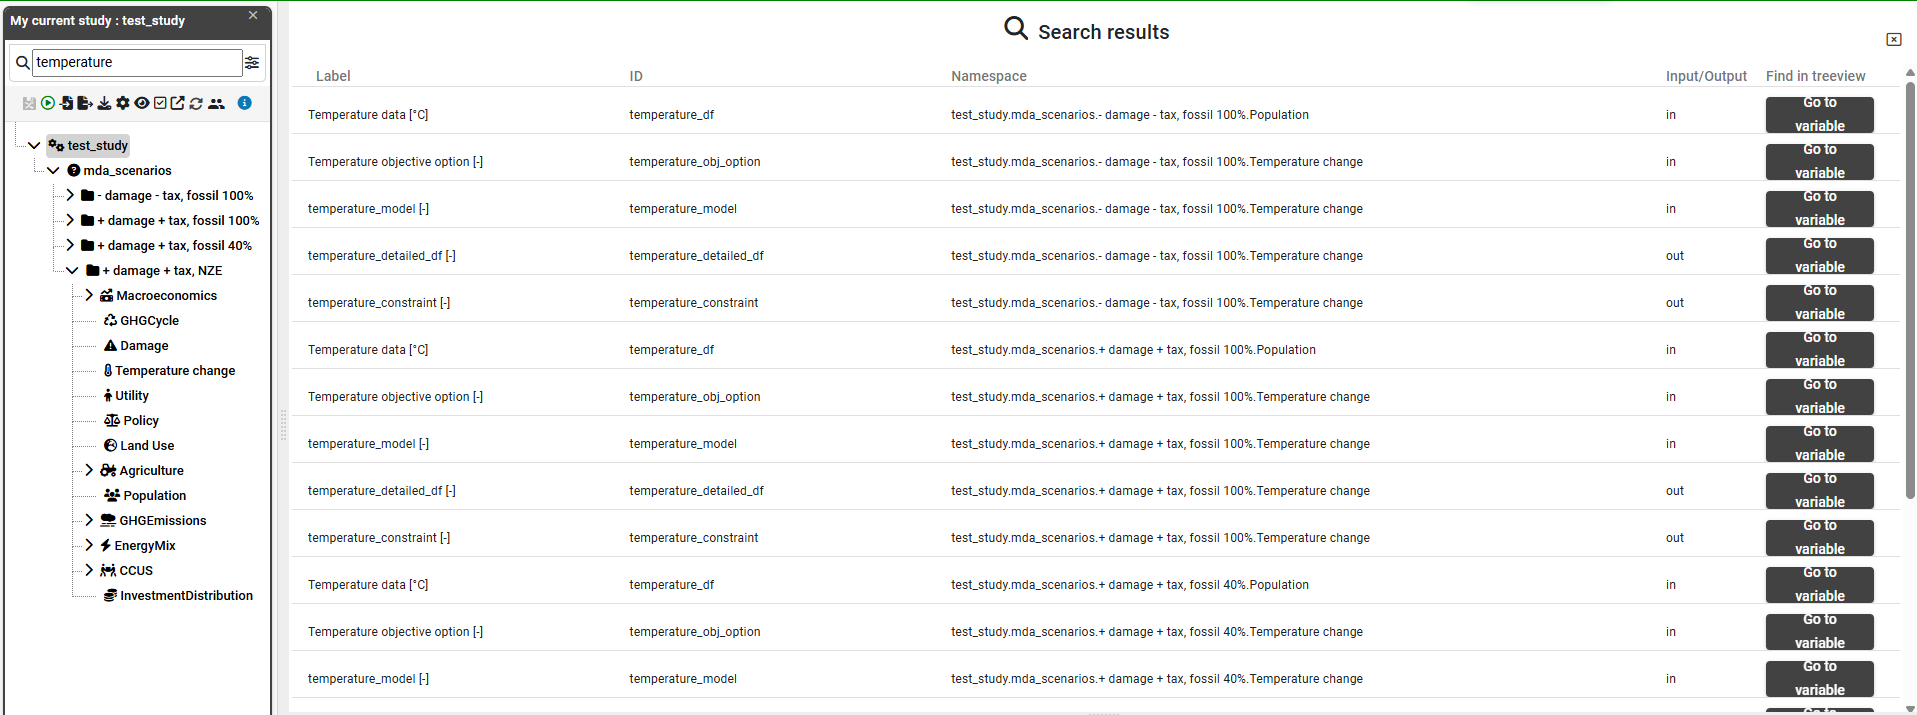 My current study : test_study
temperature
test_study
mda_scenarios
- damage - tax, fossil 100%
+ damage + tax, fossil 100%
+ damage + tax, fossil 40%
+ damage + tax, NZE
Macroeconomics
GHGCycle
Damage
Temperature change
Utility
Policy
Land Use
Agriculture
Population
GHGEmissions
EnergyMix
CCUS
InvestmentDistribution
Search results
Label ID Namespace Input/Output Find in treeview
Temperature data [°C] temperature_df test_study.mda_scenarios.- damage - tax, fossil 100%.Population in Go to variable
Temperature objective option [-] temperature_obj_option test_study.mda_scenarios.- damage - tax, fossil 100%.Temperature change in Go to variable
temperature_model [-] temperature_model test_study.mda_scenarios.- damage - tax, fossil 100%.Temperature change in Go to variable
temperature_detailed_df [-] temperature_detailed_df test_study.mda_scenarios.- damage - tax, fossil 100%.Temperature change out Go to variable
temperature_constraint [-] temperature_constraint test_study.mda_scenarios.- damage - tax, fossil 100%.Temperature change out Go to variable
Temperature data [°C] temperature_df test_study.mda_scenarios.+ damage + tax, fossil 100%.Population in Go to variable
Temperature objective option [-] temperature_obj_option test_study.mda_scenarios.+ damage + tax, fossil 100%.Temperature change in Go to variable
temperature_model [-] temperature_model test_study.mda_scenarios.+ damage + tax, fossil 100%.Temperature change in Go to variable
temperature_detailed_df [-] temperature_detailed_df test_study.mda_scenarios.+ damage + tax, fossil 100%.Temperature change out Go to variable
temperature_constraint [-] temperature_constraint test_study.mda_scenarios.+ damage + tax, fossil 100%.Temperature change out Go to variable
Temperature data [°C] temperature_df test_study.mda_scenarios.+ damage + tax, fossil 40%.Population in Go to variable
Temperature objective option [-] temperature_obj_option test_study.mda_scenarios.+ damage + tax, fossil 40%.Temperature change in Go to variable
temperature_model [-] temperature_model test_study.mda_scenarios.+ damage + tax, fossil 40%.Temperature change in Go to variable